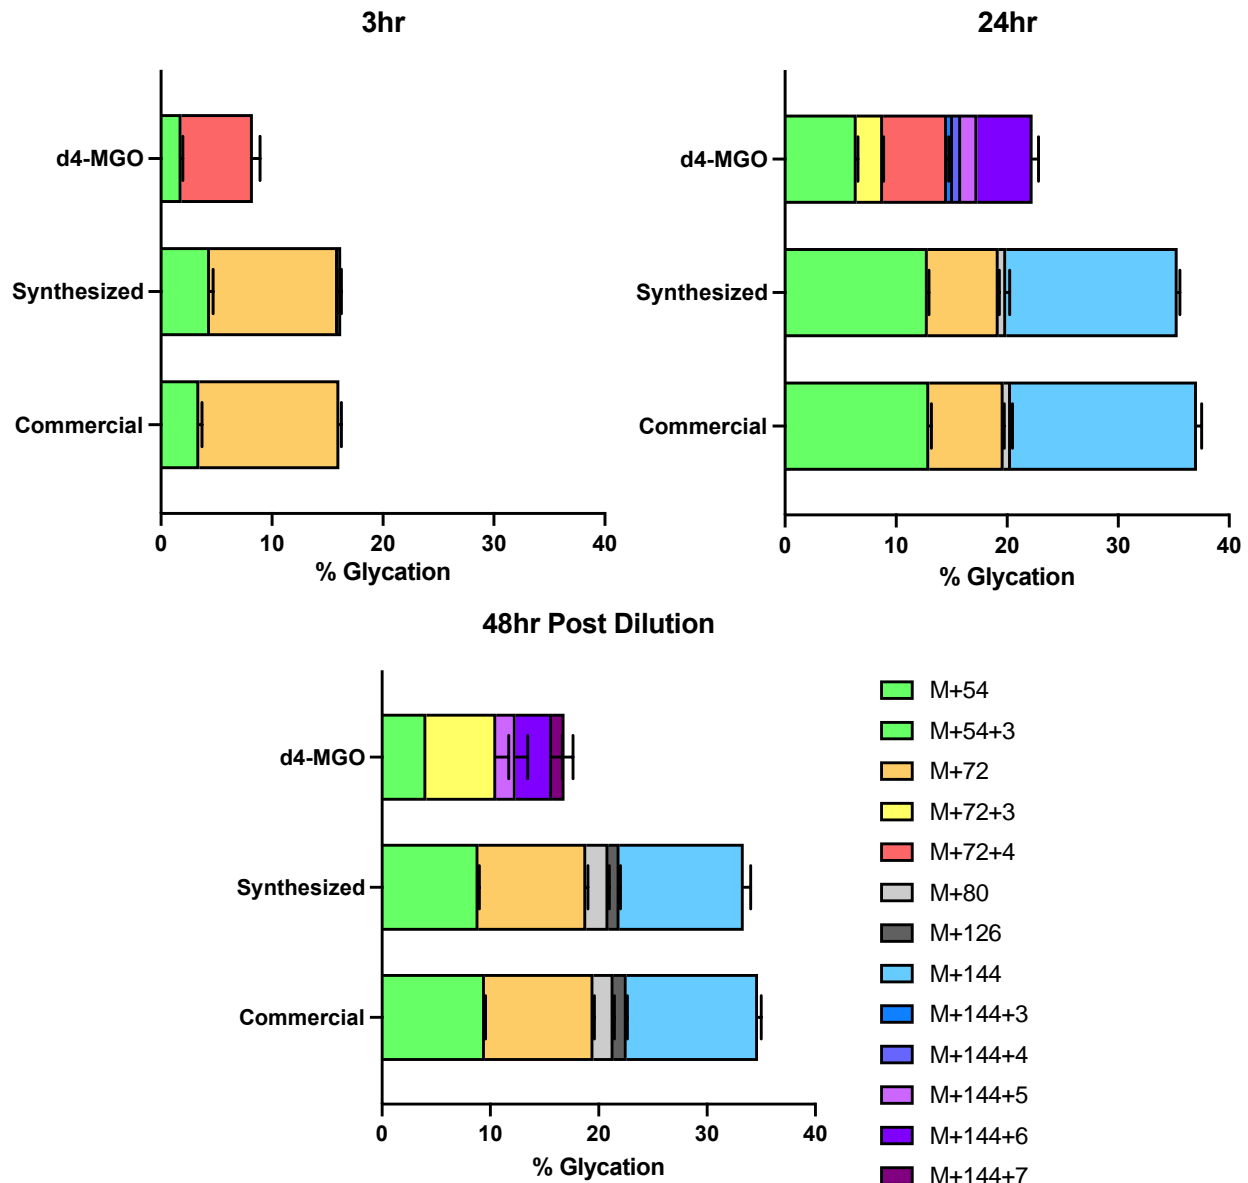 3hr
d4-MGO
Synthesized
Commercial
0 10 20 30 40
% Glycation
24hr
d4-MGO
Synthesized
Commercial
0 10 20 30 40
% Glycation
48hr Post Dilution
d4-MGO
Synthesized
Commercial
0 10 20 30 40
% Glycation
M+54
M+54+3
M+72
M+72+3
M+72+4
M+80
M+126
M+144
M+144+3
M+144+4
M+144+5
M+144+6
M+144+7